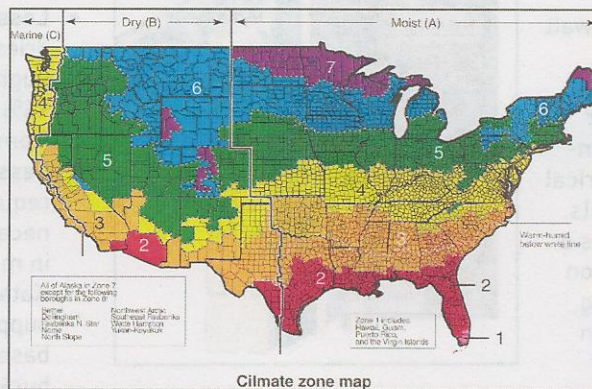 Marine (C)
Dry (B)
Moist (A)
7
6
6
4
5
5
4
3
3
2
2
2
1
Warm-humid
below white line
All of Alaska in Zone 7
except for the following
boroughs in Zone 8:
Bethel Northwest Arctic
Dellingham Southeast Fairbanks
Fairbanks N. Star Wade Hampton
Nome Yukon-Koyukuk
North Slope
Zone 1 includes
Hawaii, Guam,
Puerto Rico,
and the Virgin Islands
Cilmate zone map